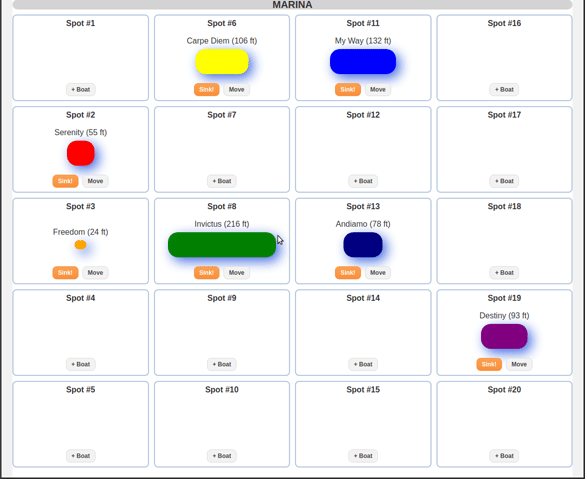 MARINA
Spot #1
+ Boat
Spot #6
Carpe Diem (106 ft)
Sink! Move
Spot #11
My Way (132 ft)
Sink! Move
Spot #16
+ Boat
Spot #2
Serenity (55 ft)
Sink! Move
Spot #7
+ Boat
Spot #12
+ Boat
Spot #17
+ Boat
Spot #3
Freedom (24 ft)
Sink! Move
Spot #8
Invictus (216 ft)
Sink! Move
Spot #13
Andiamo (78 ft)
Sink! Move
Spot #18
+ Boat
Spot #4
+ Boat
Spot #9
+ Boat
Spot #14
+ Boat
Spot #19
Destiny (93 ft)
Sink! Move
Spot #5
+ Boat
Spot #10
+ Boat
Spot #15
+ Boat
Spot #20
+ Boat